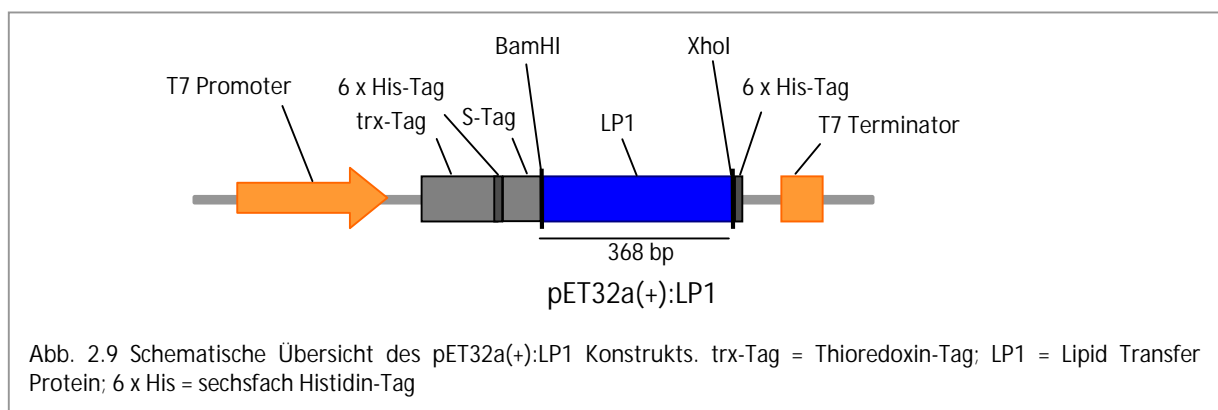 BamHI
XhoI
T7 Promoter
6 x His-Tag
6 x His-Tag
trx-Tag
S-Tag
LP1
T7 Terminator
368 bp
pET32a(+):LP1
Abb. 2.9 Schematische Übersicht des pET32a(+):LP1 Konstrukts. trx-Tag = Thioredoxin-Tag; LP1 = Lipid Transfer
Protein; 6 x His = sechsfach Histidin-Tag